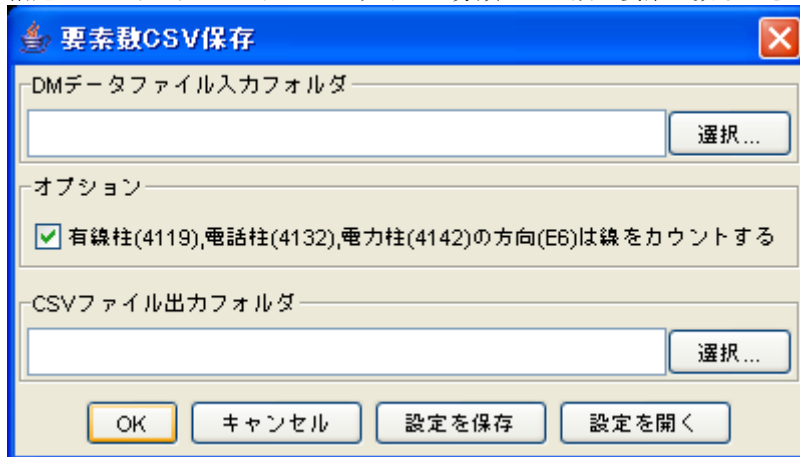 要素数CSV保存
DMデータファイル入力フォルダ
選択...
オプション
有線柱(4119),電話柱(4132),電力柱(4142)の方向(E6)は線をカウントする
CSVファイル出力フォルダ
選択...
OK キャンセル 設定を保存 設定を開く